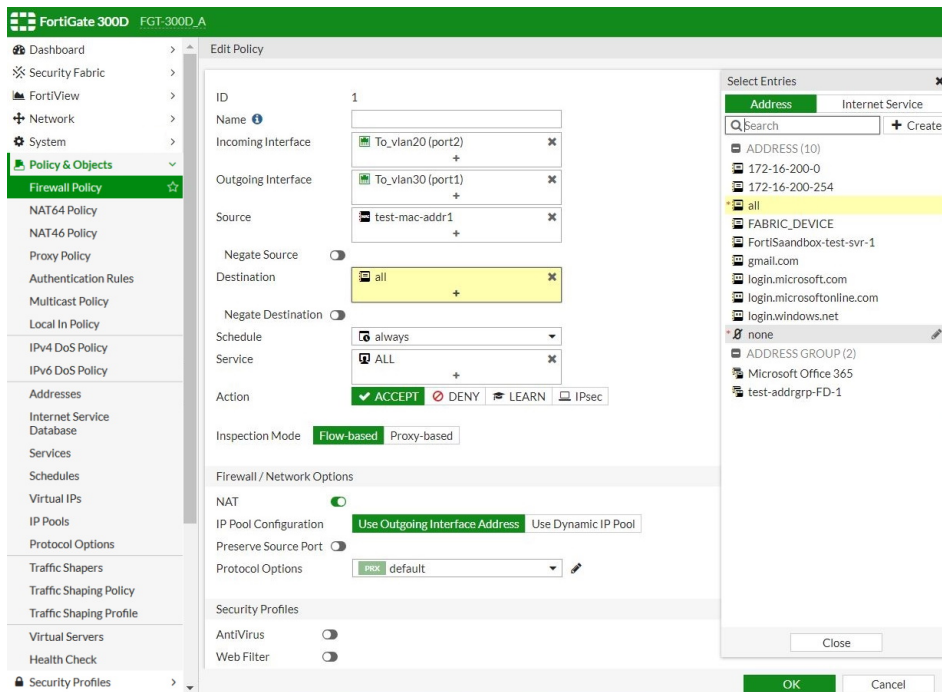 FortiGate 300D FGT-300D_A
Dashboard
Security Fabric
FortiView
Network
System
Policy & Objects
Firewall Policy
NAT64 Policy
NAT46 Policy
Proxy Policy
Authentication Rules
Multicast Policy
Local In Policy
IPv4 DoS Policy
IPv6 DoS Policy
Addresses
Internet Service
Database
Services
Schedules
Virtual IPs
IP Pools
Protocol Options
Traffic Shapers
Traffic Shaping Policy
Traffic Shaping Profile
Virtual Servers
Health Check
Security Profiles
Edit Policy
ID 1
Name
Incoming Interface To_vlan20 (port2)
+
Outgoing Interface To_vlan30 (port1)
+
Source test-mac-addr1
+
Negate Source
Destination all
+
Negate Destination
Schedule always
Service ALL
+
Action ACCEPT DENY LEARN IPsec
Inspection Mode Flow-based Proxy-based
Firewall / Network Options
NAT
IP Pool Configuration Use Outgoing Interface Address Use Dynamic IP Pool
Preserve Source Port
Protocol Options PRX default
Security Profiles
AntiVirus
Web Filter
Select Entries
Address Internet Service
Search + Create
ADDRESS (10)
172-16-200-0
172-16-200-254
* all
FABRIC_DEVICE
FortiSaandbox-test-svr-1
gmail.com
login.microsoft.com
login.microsoftonline.com
login.windows.net
* none
ADDRESS GROUP (2)
Microsoft Office 365
test-addrgrp-FD-1
Close
OK Cancel